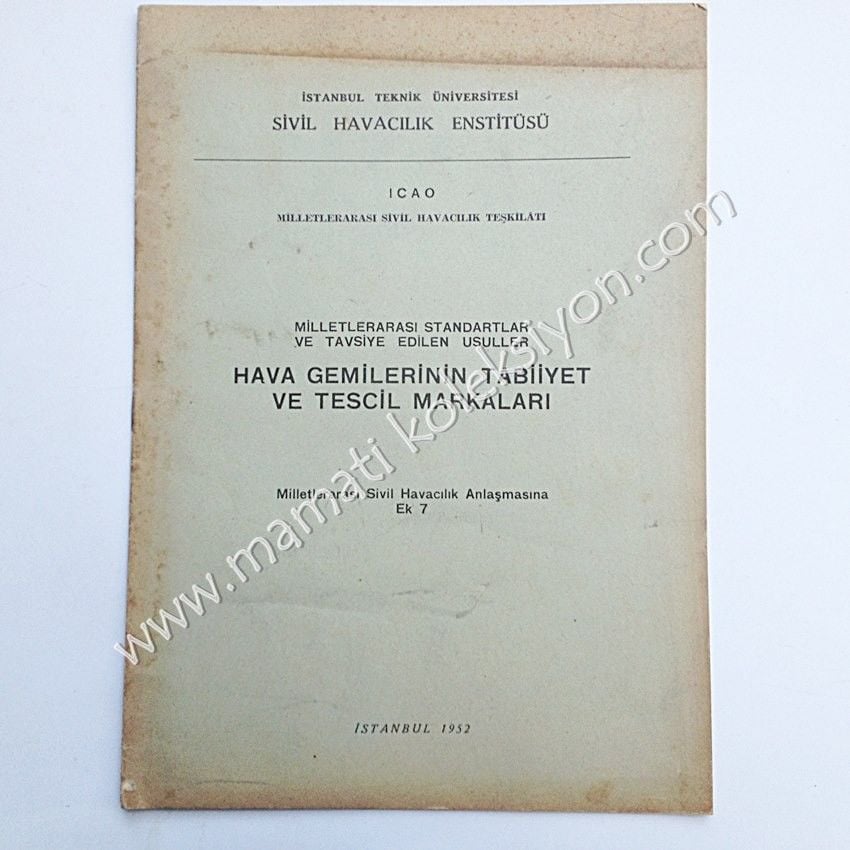 İSTANBUL TEKNİK ÜNİVERSİTESİ
SİVİL HAVACILIK ENSTİTÜSÜ
ICAO
MİLLETLERARASI SİVİL HAVACILIK TEŞKİLÂTI
MİLLETLERARASI STANDARTLAR
VE TAVSİYE EDİLEN USULLER
HAVA GEMİLERİNİN TABİİYET
VE TESCİL MARKALARI
Milletlerarası Sivil Havacılık Anlaşmasına
Ek 7
İSTANBUL 1952
www.mamati koleksiyon.com